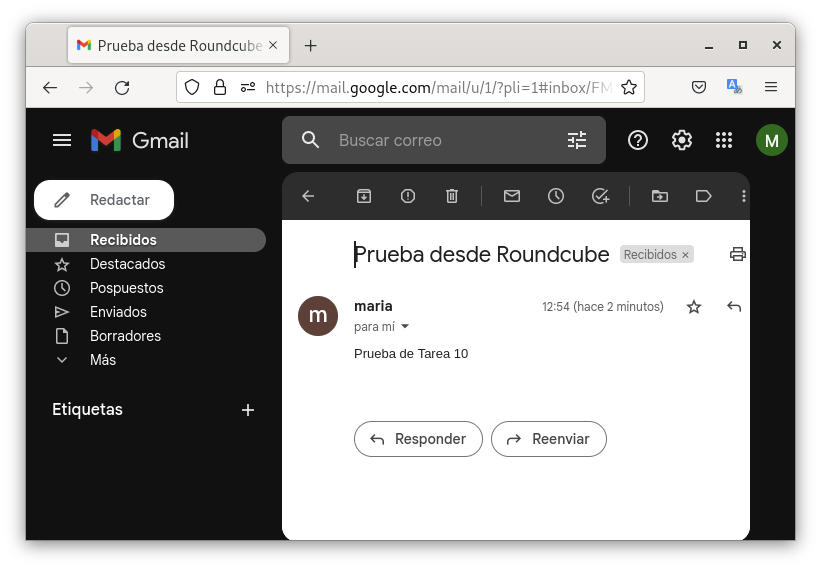 Prueba desde Roundcube
https://mail.google.com/mail/u/1/?pli=1#inbox/FM
Gmail
Buscar correo
M
Redactar
Recibidos
Destacados
Pospuestos
Enviados
Borradores
Más
Etiquetas
Prueba desde Roundcube Recibidos ×
m
maria 12:54 (hace 2 minutos)
para mí
Prueba de Tarea 10
Responder Reenviar